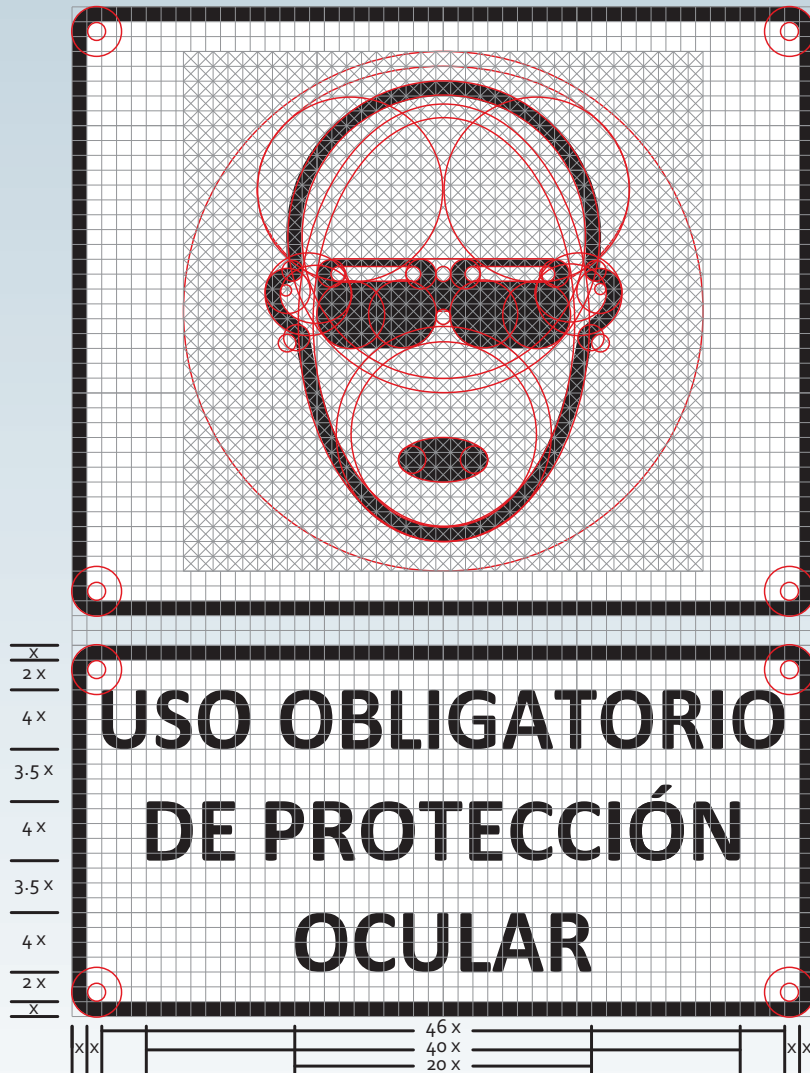 x
2 x
4 x
USO OBLIGATORIO
3.5 x
4 x
DE PROTECCIÓN
3.5 x
4 x
OCULAR
2 x
x
x x
46 x
x x
40 x
20 x